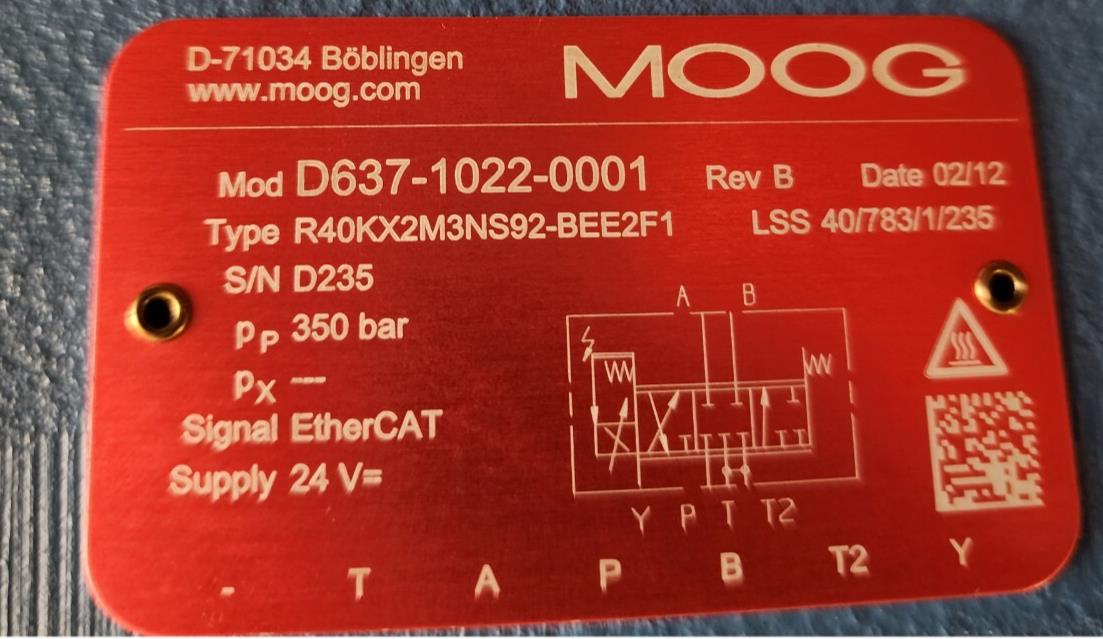 D-71034 Böblingen MOOG
www.moog.com
Mod D637-1022-0001 Rev B Date 02/12
Type R40KX2M3NS92-BEE2F1 LSS 40/783/1/235
S/N D235
pP 350 bar
pX ---
Signal EtherCAT
Supply 24 V=
A B
Y P T T2
- T A P B T2 Y